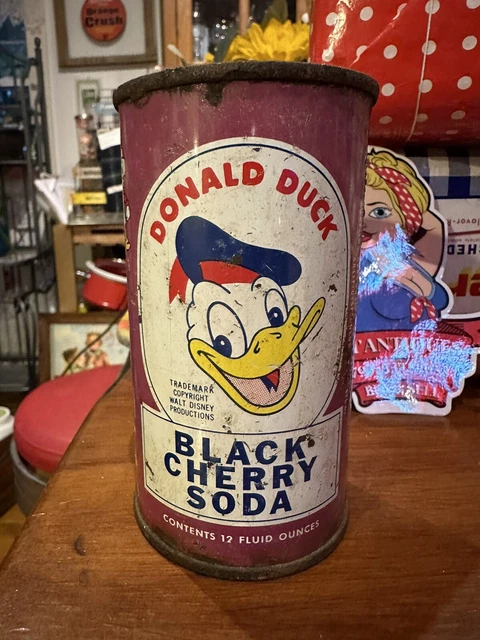 Orange
Crush
DONALD DUCK
TRADEMARK
COPYRIGHT
WALT DISNEY
PRODUCTIONS
BLACK
CHERRY
SODA
CONTENTS 12 FLUID OUNCES